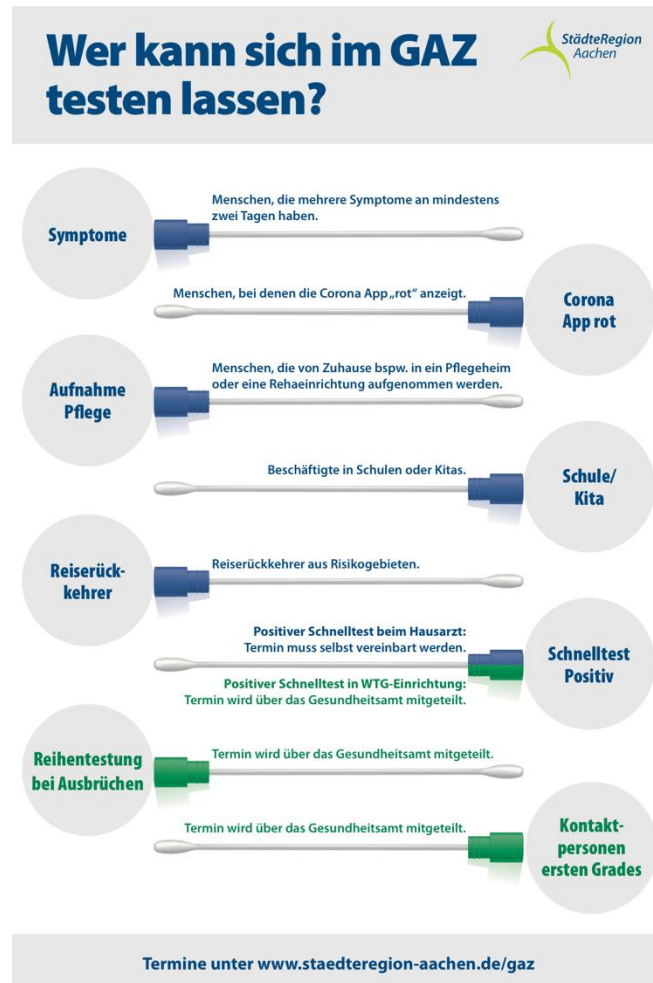 Wer kann sich im GAZ
testen lassen?
StädteRegion
Aachen
Symptome
Menschen, die mehrere Symptome an mindestens
zwei Tagen haben.
Menschen, bei denen die Corona App „rot“ anzeigt.
Corona
App rot
Aufnahme
Pflege
Menschen, die von Zuhause bspw. in ein Pflegeheim
oder eine Rehaeinrichtung aufgenommen werden.
Beschäftigte in Schulen oder Kitas.
Schule/
Kita
Reiserück-
kehrer
Reiserückkehrer aus Risikogebieten.
Positiver Schnelltest beim Hausarzt:
Termin muss selbst vereinbart werden.
Positiver Schnelltest in WTG-Einrichtung:
Termin wird über das Gesundheitsamt mitgeteilt.
Schnelltest
Positiv
Reihentestung
bei Ausbrüchen
Termin wird über das Gesundheitsamt mitgeteilt.
Termin wird über das Gesundheitsamt mitgeteilt.
Kontakt-
personen
ersten Grades
Termine unter www.staedteregion-aachen.de/gaz